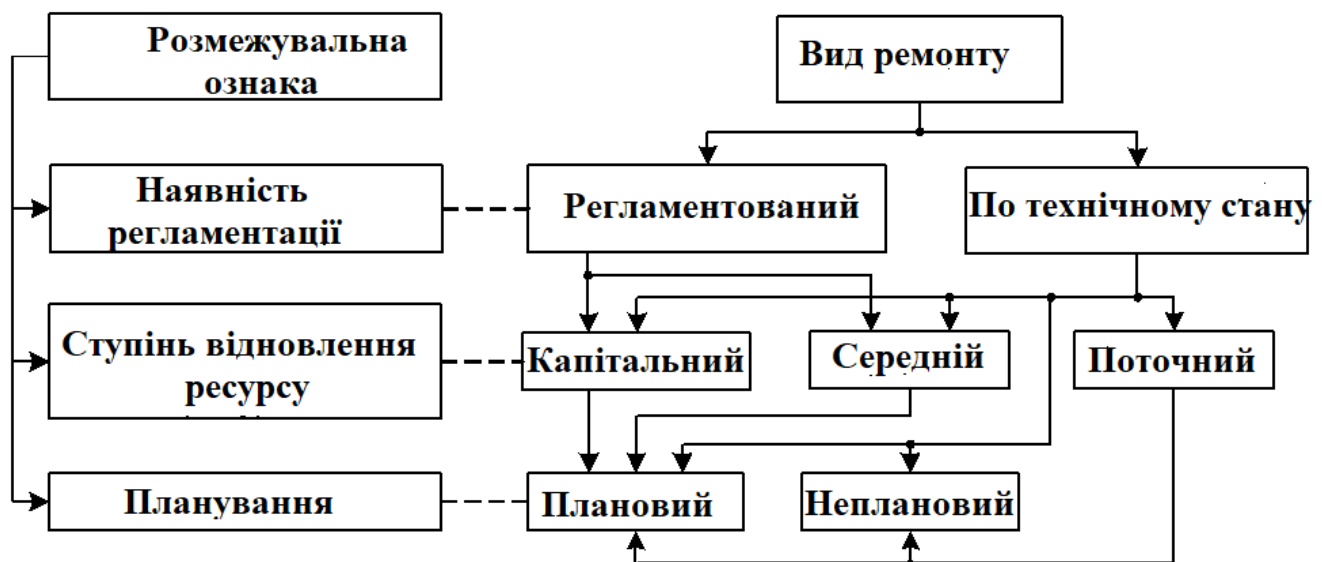 Розмежувальна
ознака
Вид ремонту
Наявність
регламентації
Регламентований
По технічному стану
Ступінь відновлення
ресурсу
Капітальний
Середній
Поточний
Планування
Плановий
Неплановий